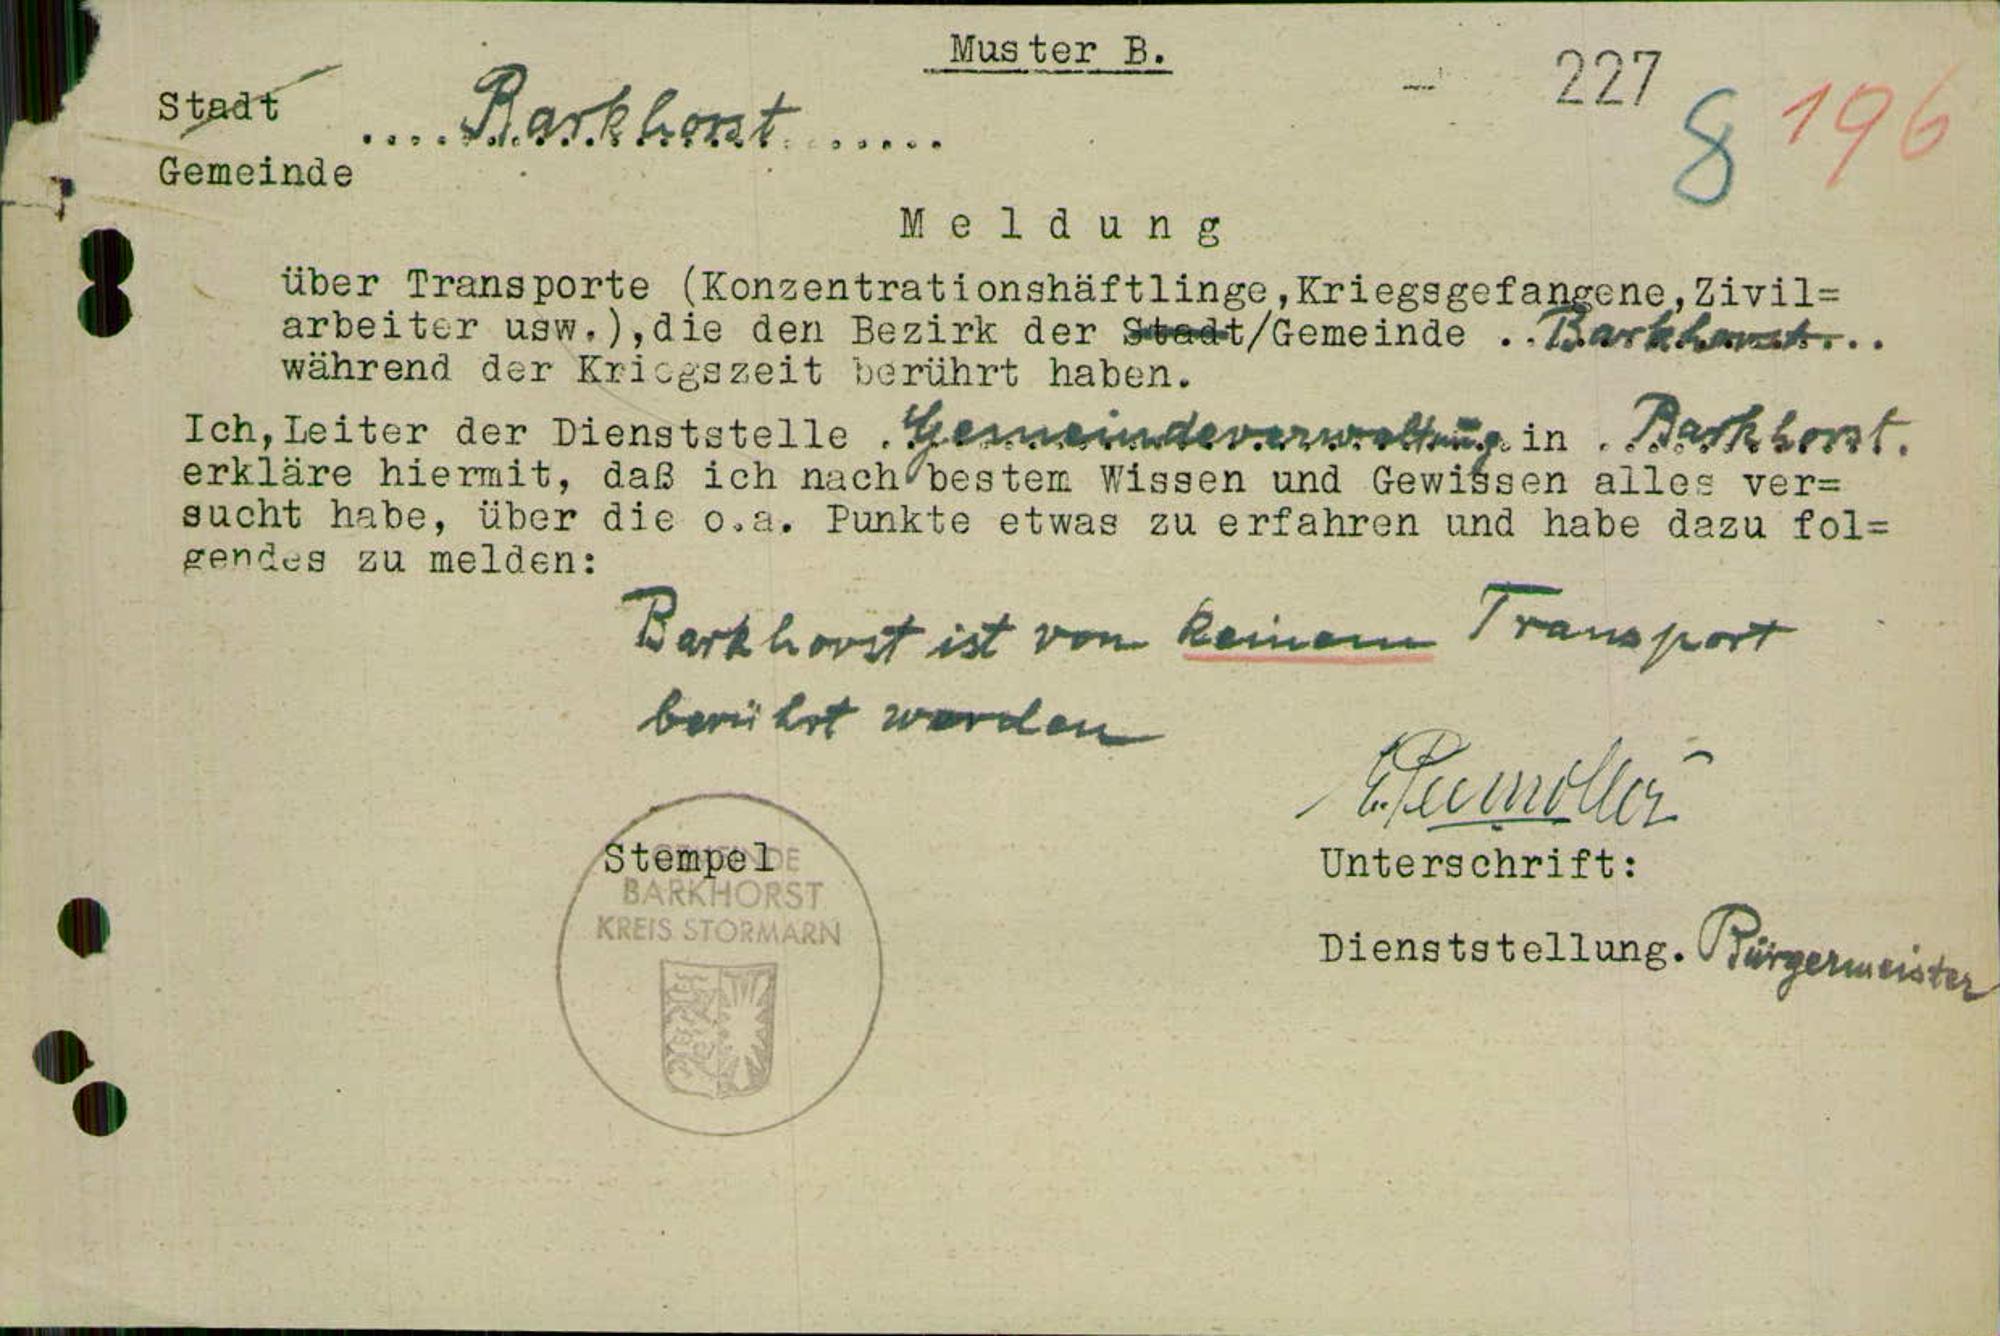 Muster B.
227
8 196
Stadt
....Barkhorst.......
Gemeinde
Meldung
über Transporte (Konzentrationshäftlinge,Kriegsgefangene,Zivil=
arbeiter usw.),die den Bezirk der Stadt/Gemeinde ..Barkhorst...
während der Kriegszeit berührt haben.
Ich,Leiter der Dienststelle .Gemeindeverwaltung.in .Barkhorst.
erkläre hiermit, daß ich nach bestem Wissen und Gewissen alles ver=
sucht habe, über die o.a. Punkte etwas zu erfahren und habe dazu fol=
gendes zu melden:
Barkhorst ist von keinem Transport
berührt worden
Stempel
GEMEINDE
BARKHORST
KREIS STORMARN
Unterschrift:
Dienststellung. Bürgermeister